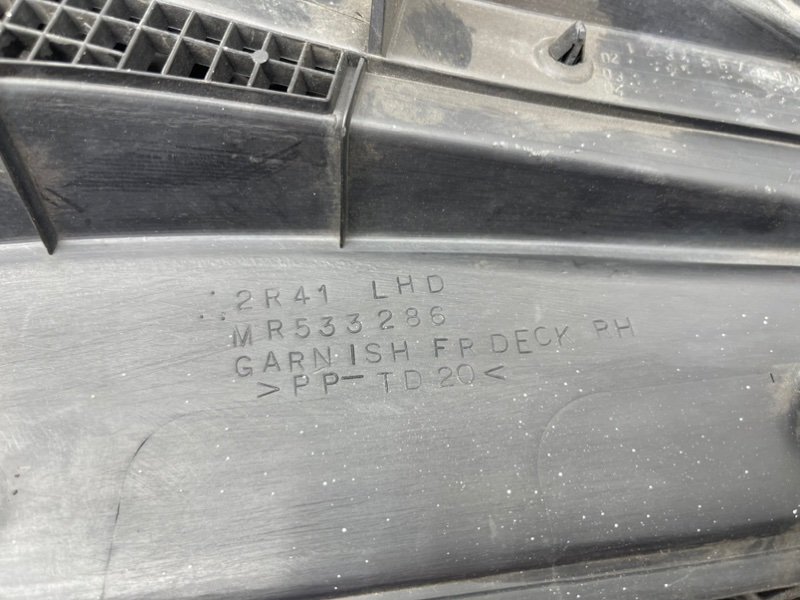 2R41 LHD
MR533286
GARNISH FR DECK RH
>PP-TD20<